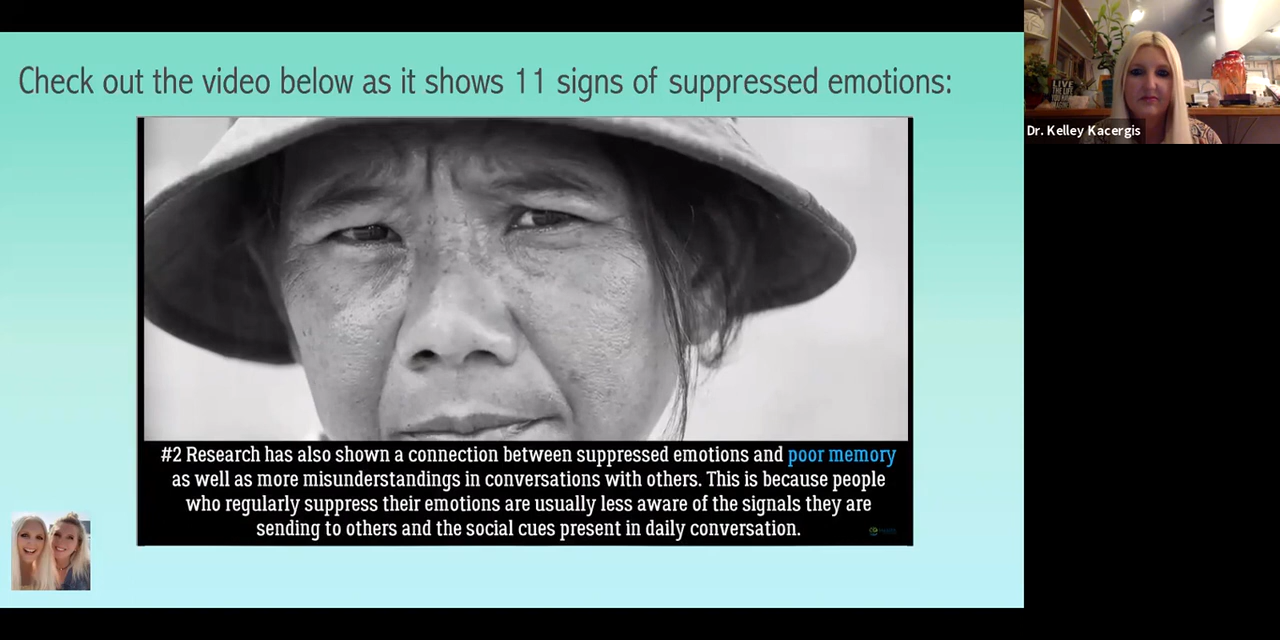 Check out the video below as it shows 11 signs of suppressed emotions:
#2 Research has also shown a connection between suppressed emotions and poor memory
as well as more misunderstandings in conversations with others. This is because people
who regularly suppress their emotions are usually less aware of the signals they are
sending to others and the social cues present in daily conversation.
LIVE
THE LIFE
Dr. Kelley Kacergis